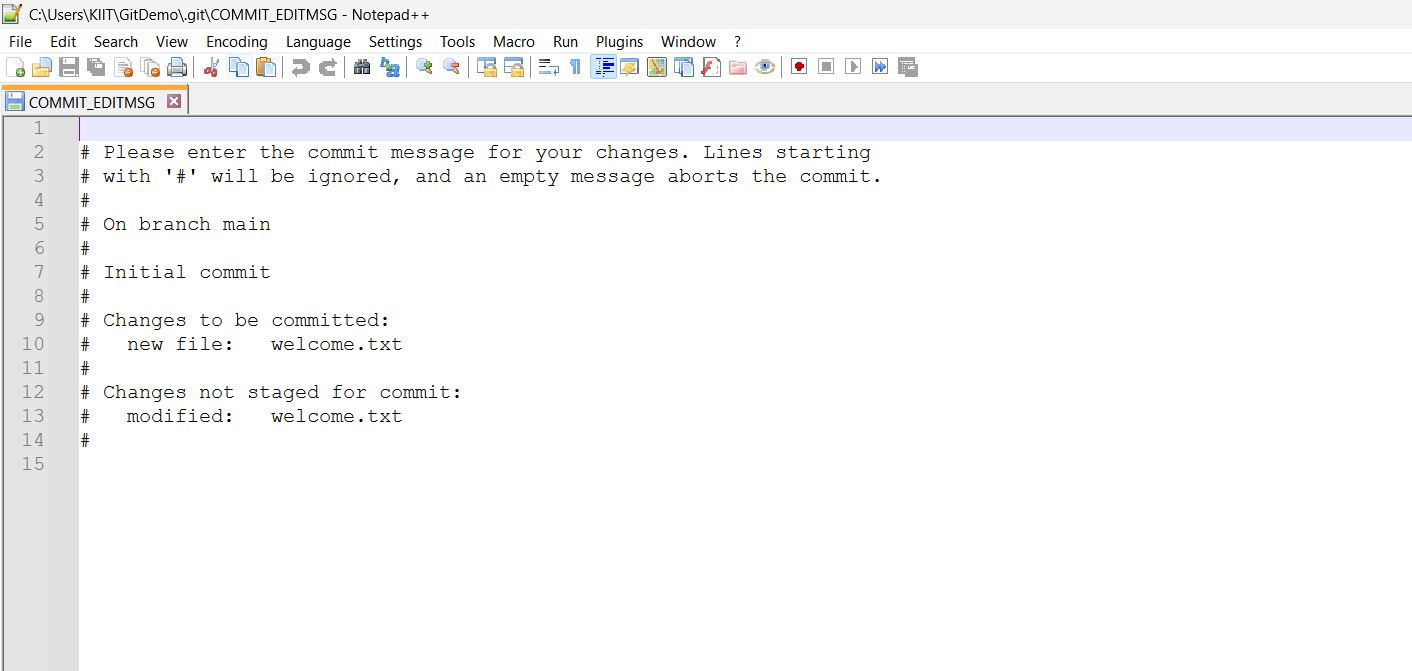 C:\Users\KIIT\GitDemo\.git\COMMIT_EDITMSG - Notepad++
File Edit Search View Encoding Language Settings Tools Macro Run Plugins Window ?
COMMIT_EDITMSG
1
2 # Please enter the commit message for your changes. Lines starting
3 # with '#' will be ignored, and an empty message aborts the commit.
4 #
5 # On branch main
6 #
7 # Initial commit
8 #
9 # Changes to be committed:
10 #   new file:   welcome.txt
11 #
12 # Changes not staged for commit:
13 #   modified:   welcome.txt
14 #
15